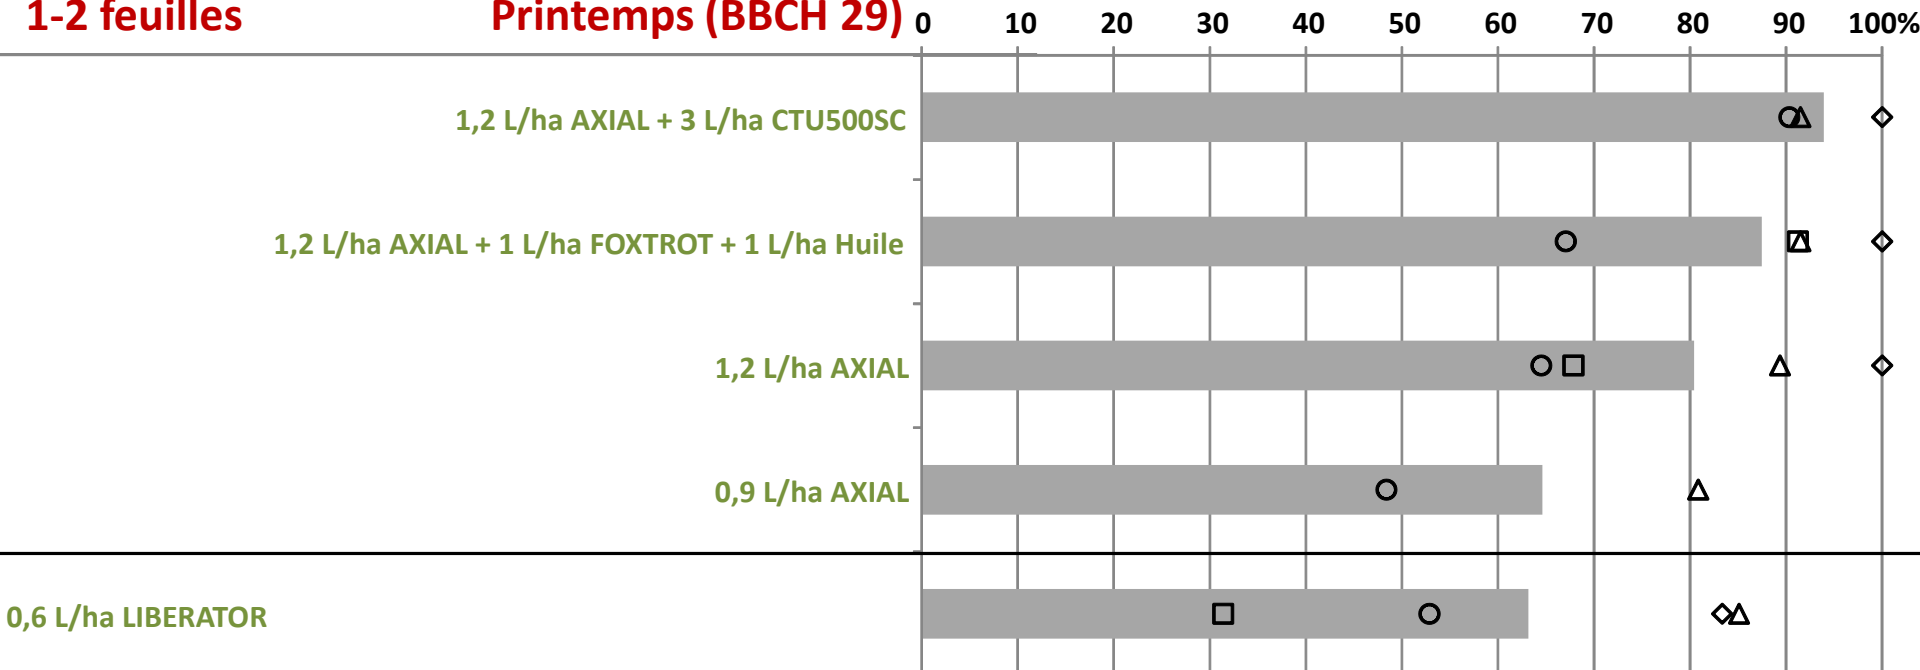 1-2 feuilles Printemps (BBCH 29) 0 10 20 30 40 50 60 70 80 90 100%
1,2 L/ha AXIAL + 3 L/ha CTU500SC
1,2 L/ha AXIAL + 1 L/ha FOXTROT + 1 L/ha Huile
1,2 L/ha AXIAL
0,9 L/ha AXIAL
0,6 L/ha LIBERATOR